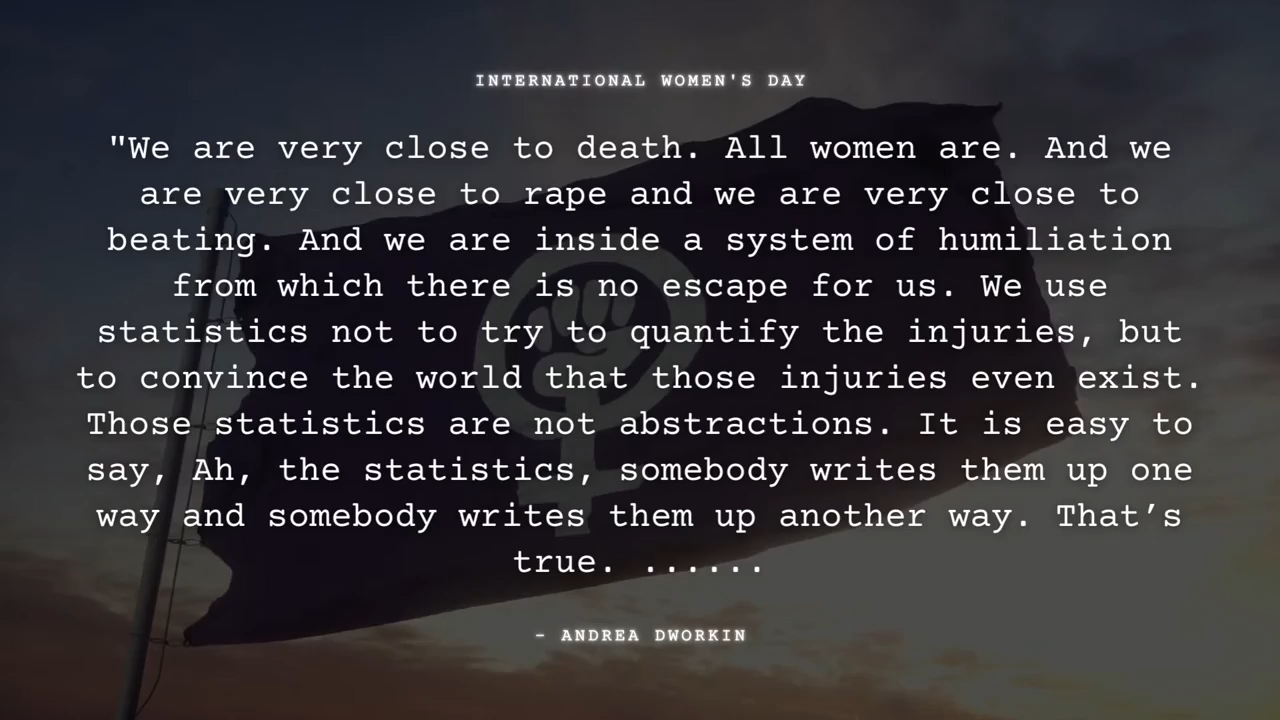 INTERNATIONAL WOMEN'S DAY
"We are very close to death. All women are. And we
are very close to rape and we are very close to
beating. And we are inside a system of humiliation
from which there is no escape for us. We use
statistics not to try to quantify the injuries, but
to convince the world that those injuries even exist.
Those statistics are not abstractions. It is easy to
say, Ah, the statistics, somebody writes them up one
way and somebody writes them up another way. That’s
true. ......
- ANDREA DWORKIN